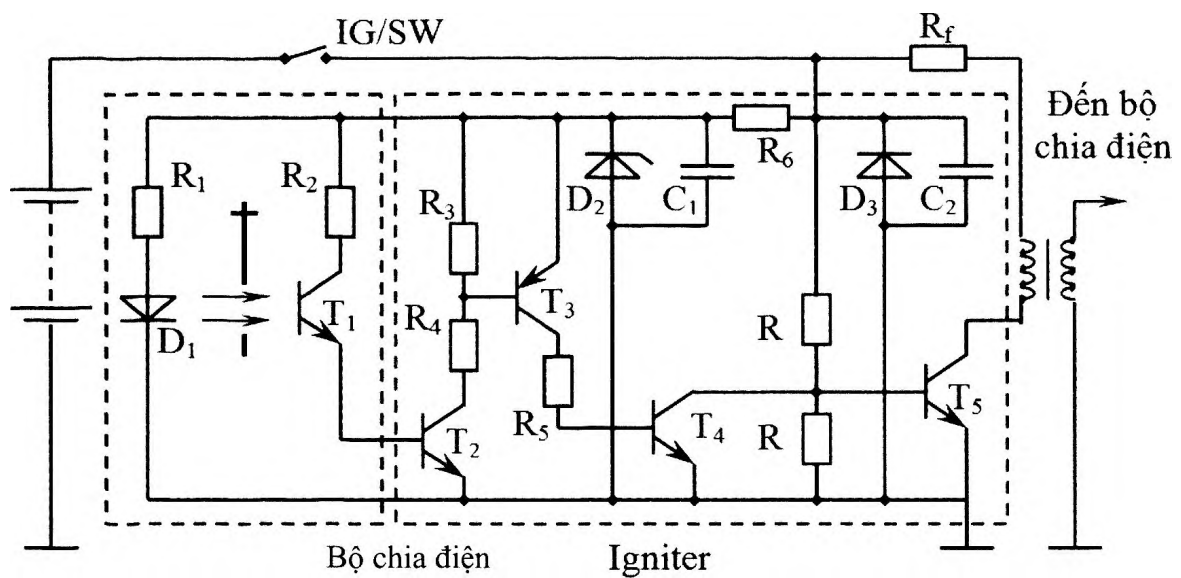 IG/SW
R_f
Đến bộ
chia điện
R₁
R₂
R₃
D₂
C₁
R₆
D₃
C₂
D₁
T₁
R₄
T₃
R
R₅
T₂
T₄
R
T₅
Bộ chia điện
Igniter